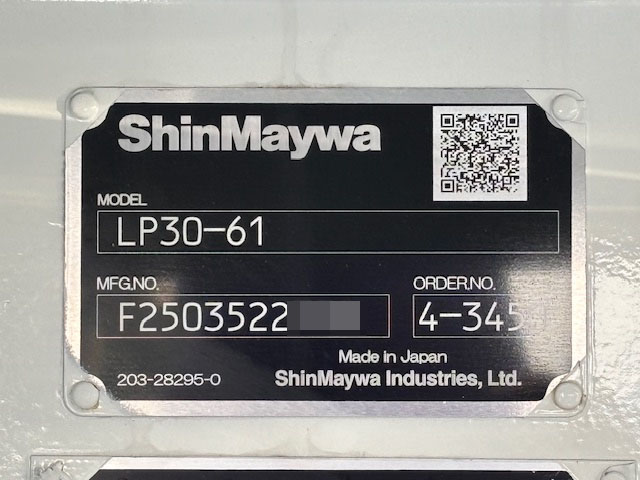 ShinMaywa
MODEL
LP30-61
MFG.NO.
F2503522
ORDER.NO.
4-345
Made in Japan
203-28295-0
ShinMaywa Industries, Ltd.